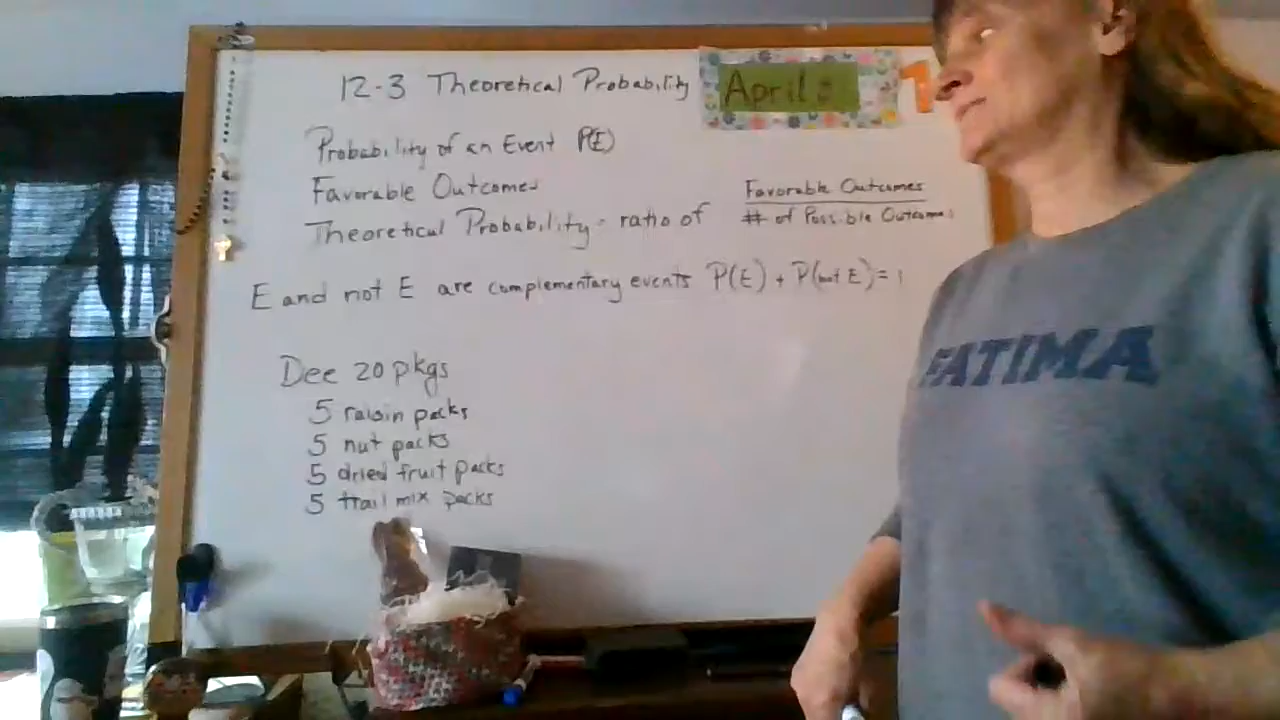 12-3 Theoretical Probability
April:
Probability of an Event P(E)
Favorable Outcomes
Theoretical Probability - ratio of Favorable Outcomes
# of Possible Outcomes
E and not E are complementary events P(E) + P(not E) = 1
Dee 20 pkgs
5 raisin packs
5 nut packs
5 dried fruit packs
5 trail mix packs
FATIMA